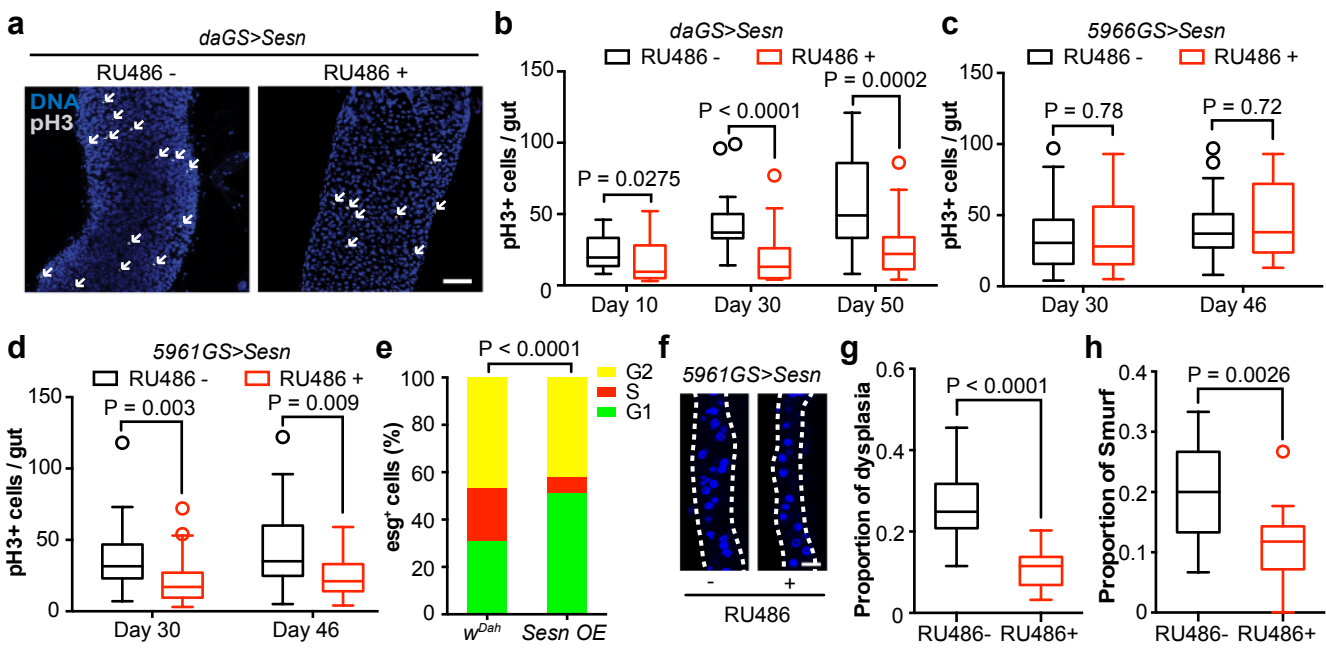 a
daGS>Sesn
RU486 -
RU486 +
DNA
pH3
b
daGS>Sesn
RU486 -
RU486 +
pH3+ cells / gut
150
100
50
0
P = 0.0275
P < 0.0001
P = 0.0002
Day 10
Day 30
Day 50
c
5966GS>Sesn
RU486 -
RU486 +
pH3+ cells / gut
150
100
50
0
P = 0.78
P = 0.72
Day 30
Day 46
d
5961GS>Sesn
RU486 -
RU486 +
pH3+ cells / gut
150
100
50
0
P = 0.003
P = 0.009
Day 30
Day 46
e
P < 0.0001
G2
S
G1
esg⁺ cells (%)
100
80
60
40
20
0
wᴰᵃʰ
Sesn OE
f
5961GS>Sesn
-
+
RU486
g
Proportion of dysplasia
0.6
0.4
0.2
0.0
P < 0.0001
RU486-
RU486+
h
Proportion of Smurf
0.4
0.3
0.2
0.1
0.0
P = 0.0026
RU486-
RU486+